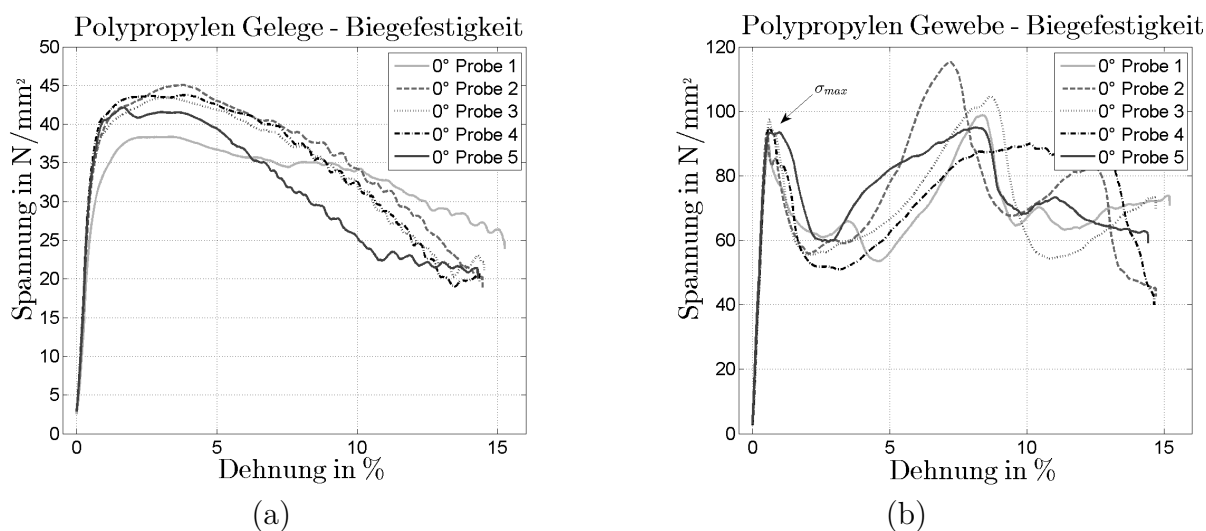 Polypropylen Gelege - Biegefestigkeit
50
45
40
35
30
25
20
15
10
5
0
Spannung in N/mm²
0° Probe 1
0° Probe 2
0° Probe 3
0° Probe 4
0° Probe 5
0 5 10 15
Dehnung in %
(a)
Polypropylen Gewebe - Biegefestigkeit
120
100
80
60
40
20
0
Spannung in N/mm²
σmax
0° Probe 1
0° Probe 2
0° Probe 3
0° Probe 4
0° Probe 5
0 5 10 15
Dehnung in %
(b)